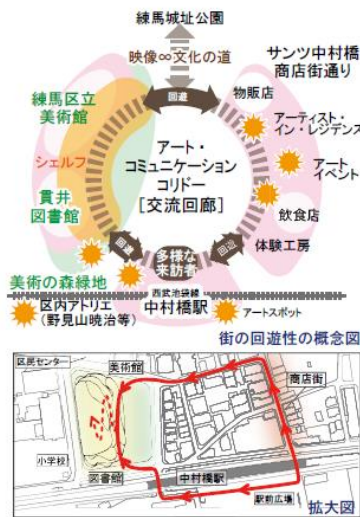 練馬城址公園
映像∞文化の道
サンツ中村橋
商店街通り
練馬区立
美術館
回遊
物販店
アーティスト・
イン・レジデンス
シェルフ
アート・
コミュニケーション
コリドー
[交流回廊]
アート
イベント
貫井
図書館
飲食店
回遊
多様な
来訪者
回遊
体験工房
美術の森緑地
西武池袋線
中村橋駅
区内アトリエ
(野見山暁治等)
アートスポット
街の回遊性の概念図
区民センター
美術館
商店街
小学校
図書館
中村橋駅
駅前広場
拡大図